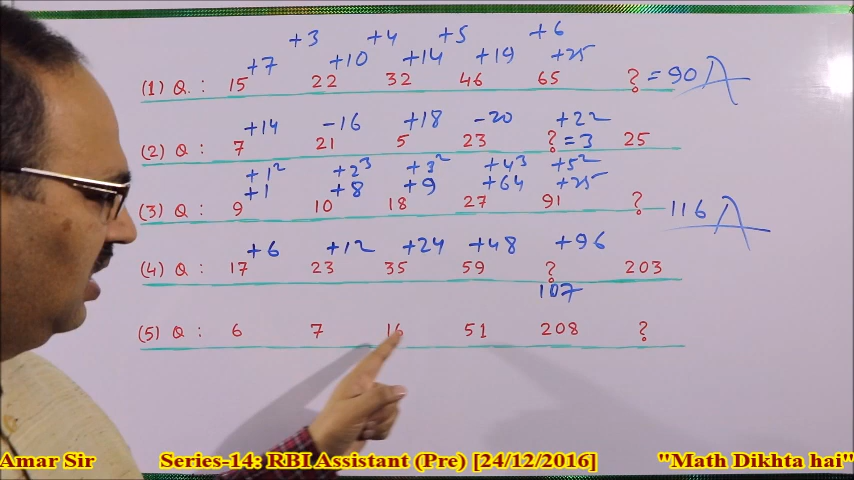 +3 +4 +5 +6
+7 +10 +14 +19 +25
(1) Q. : 15 22 32 46 65 ? = 90 A
+14 -16 +18 -20 +22
(2) Q : 7 21 5 23 ? = 3 25
+1² +2³ +3² +4³ +5²
+1 +8 +9 +64 +25
(3) Q : 9 10 18 27 91 ? 116 A
+6 +12 +24 +48 +96
(4) Q : 17 23 35 59 ? 203
107
(5) Q : 6 7 16 51 208 ?
Amar Sir Series-14: RBI Assistant (Pre) [24/12/2016] "Math Dikhta hai"